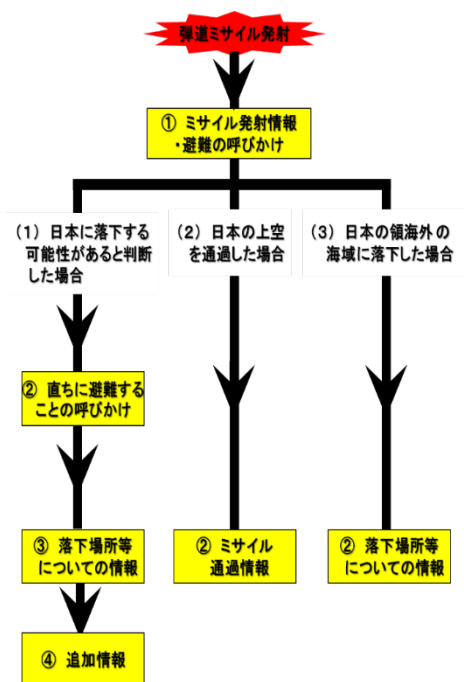 弾道ミサイル発射
① ミサイル発射情報
・避難の呼びかけ
(1) 日本に落下する
可能性があると判断
した場合
(2) 日本の上空
を通過した場合
(3) 日本の領海外の
海域に落下した場合
② 直ちに避難する
ことの呼びかけ
③ 落下場所等
についての情報
② ミサイル
通過情報
② 落下場所等
についての情報
④ 追加情報